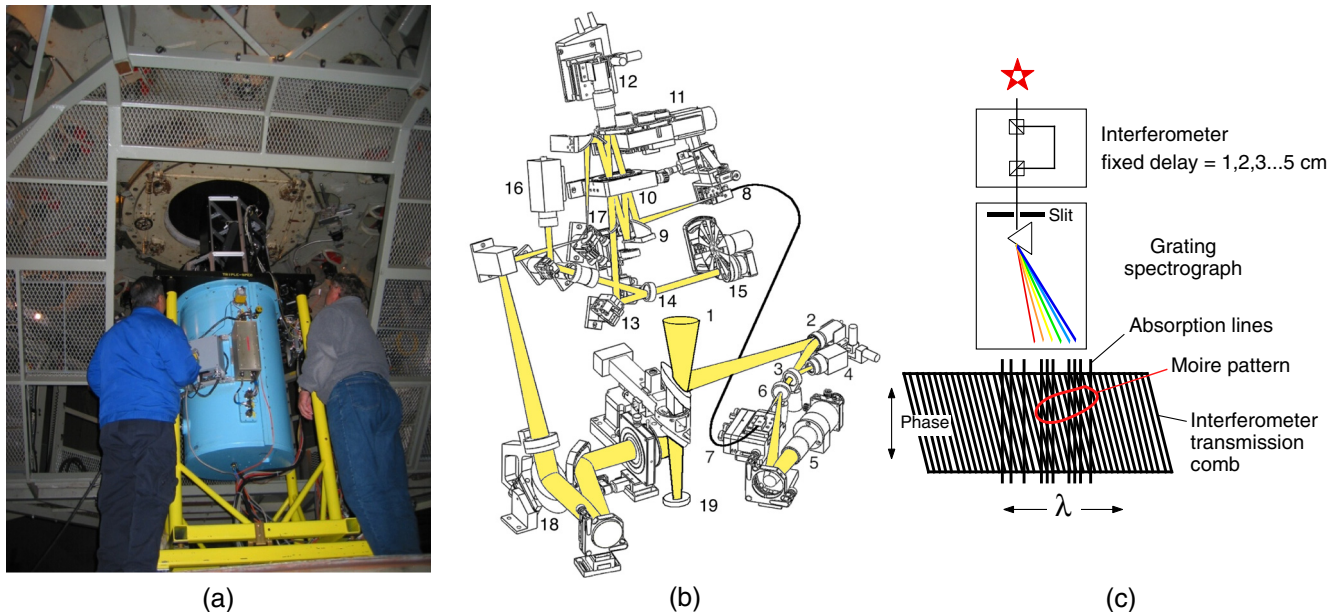 TRIPLE-SPEC
12
11
16
10
8
17
9
14
15
13
1
2
3
4
6
7
5
18
19
Interferometer
fixed delay = 1,2,3...5 cm
Slit
Grating
spectrograph
Absorption lines
Moire pattern
Phase
Interferometer
transmission
comb
λ
(a)
(b)
(c)